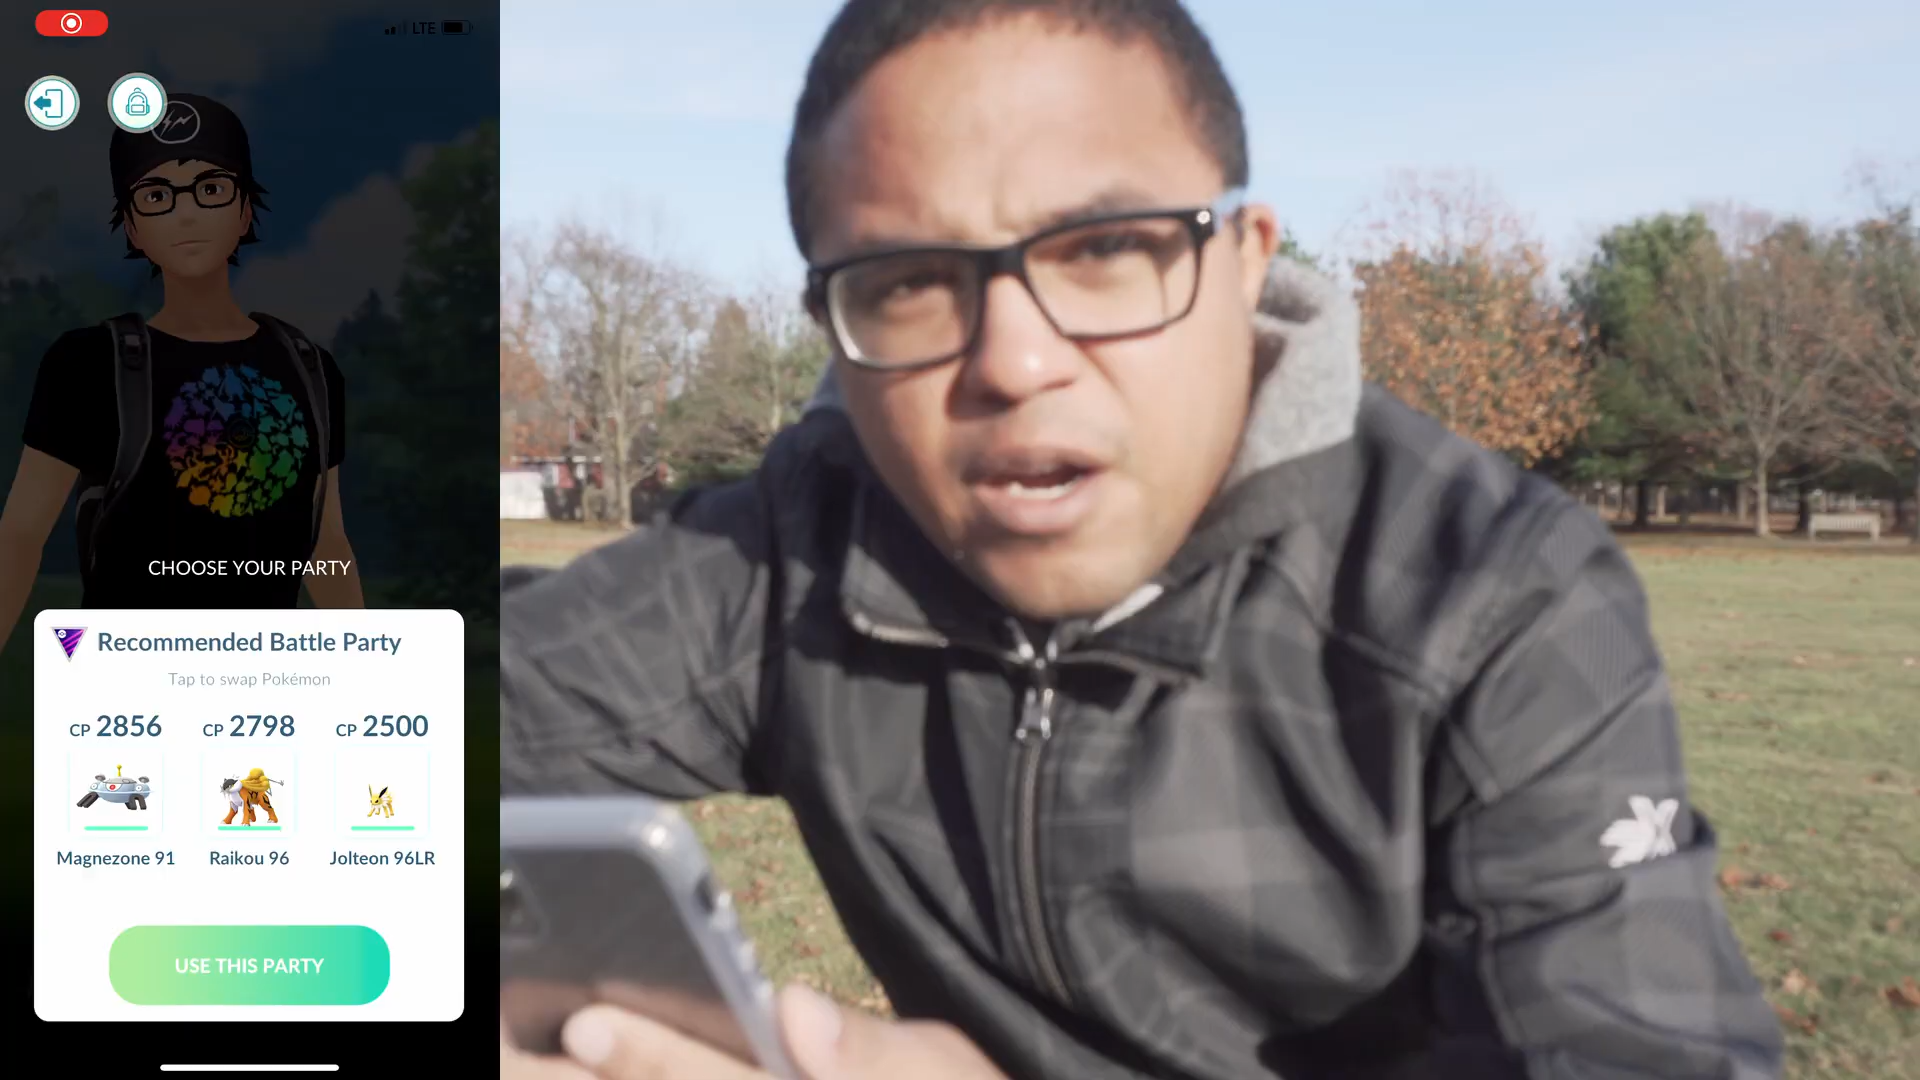 LTE
CHOOSE YOUR PARTY
Recommended Battle Party
Tap to swap Pokémon
CP 2856 CP 2798 CP 2500
Magnezone 91 Raikou 96 Jolteon 96LR
USE THIS PARTY